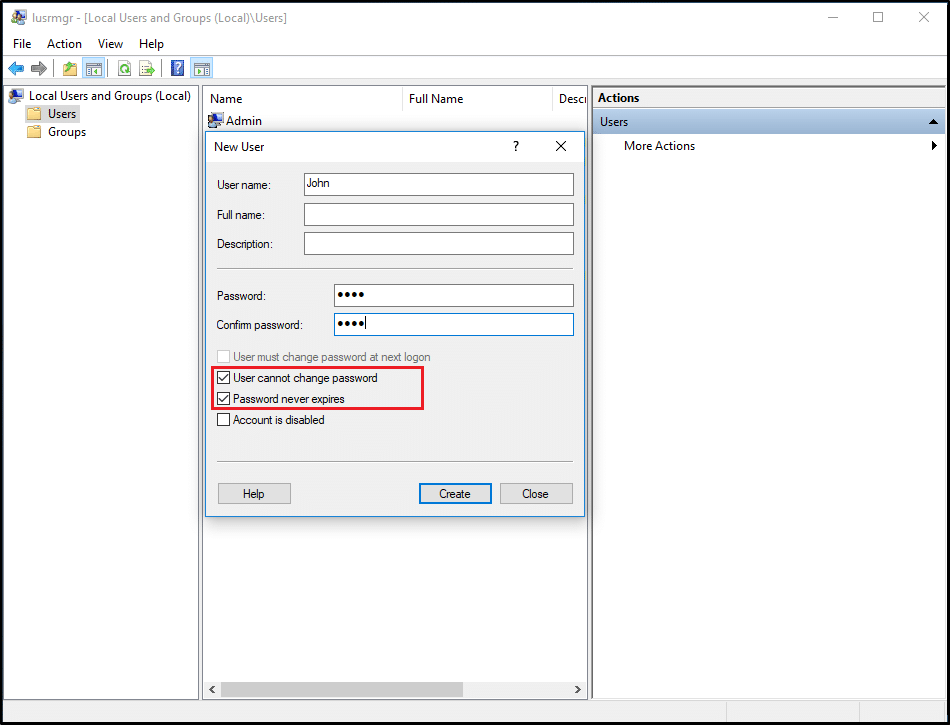 lusrmgr - [Local Users and Groups (Local)\Users]
File Action View Help
Local Users and Groups (Local)
Users
Groups
Name Full Name Descr
Admin
Actions
Users
More Actions
New User ?
User name: John
Full name:
Description:
Password: ••••
Confirm password: ••••
User must change password at next logon
User cannot change password
Password never expires
Account is disabled
Help Create Close